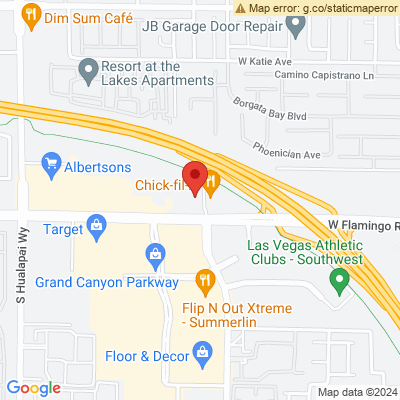 Map error: g.co/staticmaperror
Dim Sum Café
JB Garage Door Repair
W Katie Ave
Resort at the
Lakes Apartments
Camino Capistrano Ln
Borgata Bay Blvd
Phoenician Ave
Albertsons
Chick-fil-
W Flamingo R
Target
S Hualapai Wy
Las Vegas Athletic
Clubs - Southwest
Grand Canyon Parkway
Flip N Out Xtreme
- Summerlin
Floor & Decor
Google
Map data ©2024